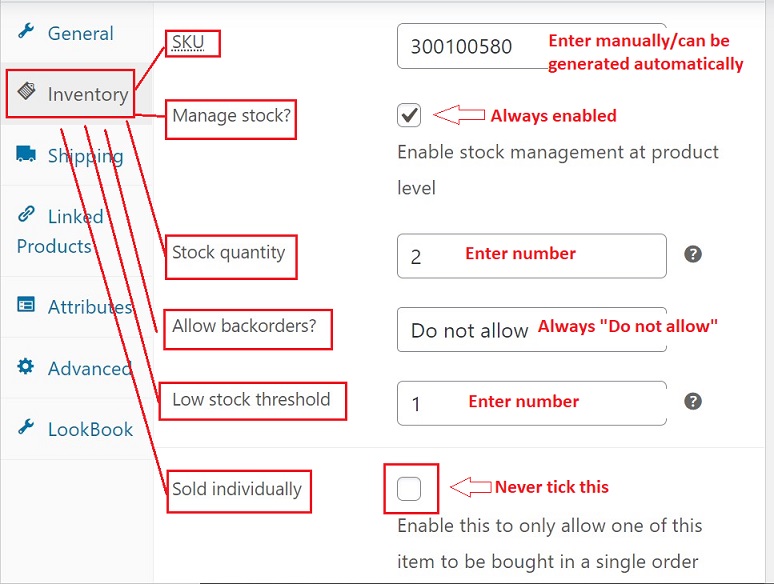 General
Inventory
Shipping
Linked
Products
Attributes
Advanced
LookBook
SKU
300100580
Enter manually/can be
generated automatically
Manage stock?
Always enabled
Enable stock management at product
level
Stock quantity
2
Enter number
Allow backorders?
Do not allow
Always "Do not allow"
Low stock threshold
1
Enter number
Sold individually
Never tick this
Enable this to only allow one of this
item to be bought in a single order